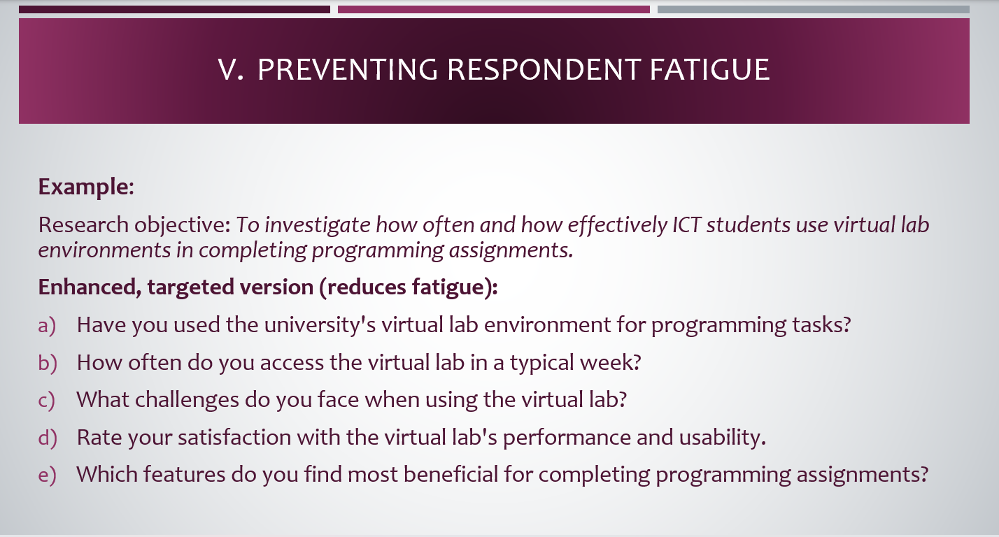 V. PREVENTING RESPONDENT FATIGUE
Example:
Research objective: To investigate how often and how effectively ICT students use virtual lab
environments in completing programming assignments.
Enhanced, targeted version (reduces fatigue):
a) Have you used the university's virtual lab environment for programming tasks?
b) How often do you access the virtual lab in a typical week?
c) What challenges do you face when using the virtual lab?
d) Rate your satisfaction with the virtual lab's performance and usability.
e) Which features do you find most beneficial for completing programming assignments?